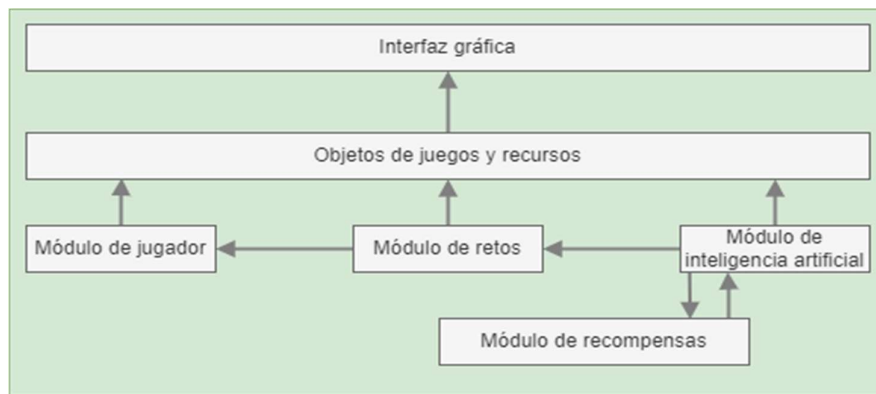 Interfaz gráfica
Objetos de juegos y recursos
Módulo de jugador
Módulo de retos
Módulo de
inteligencia artificial
Módulo de recompensas